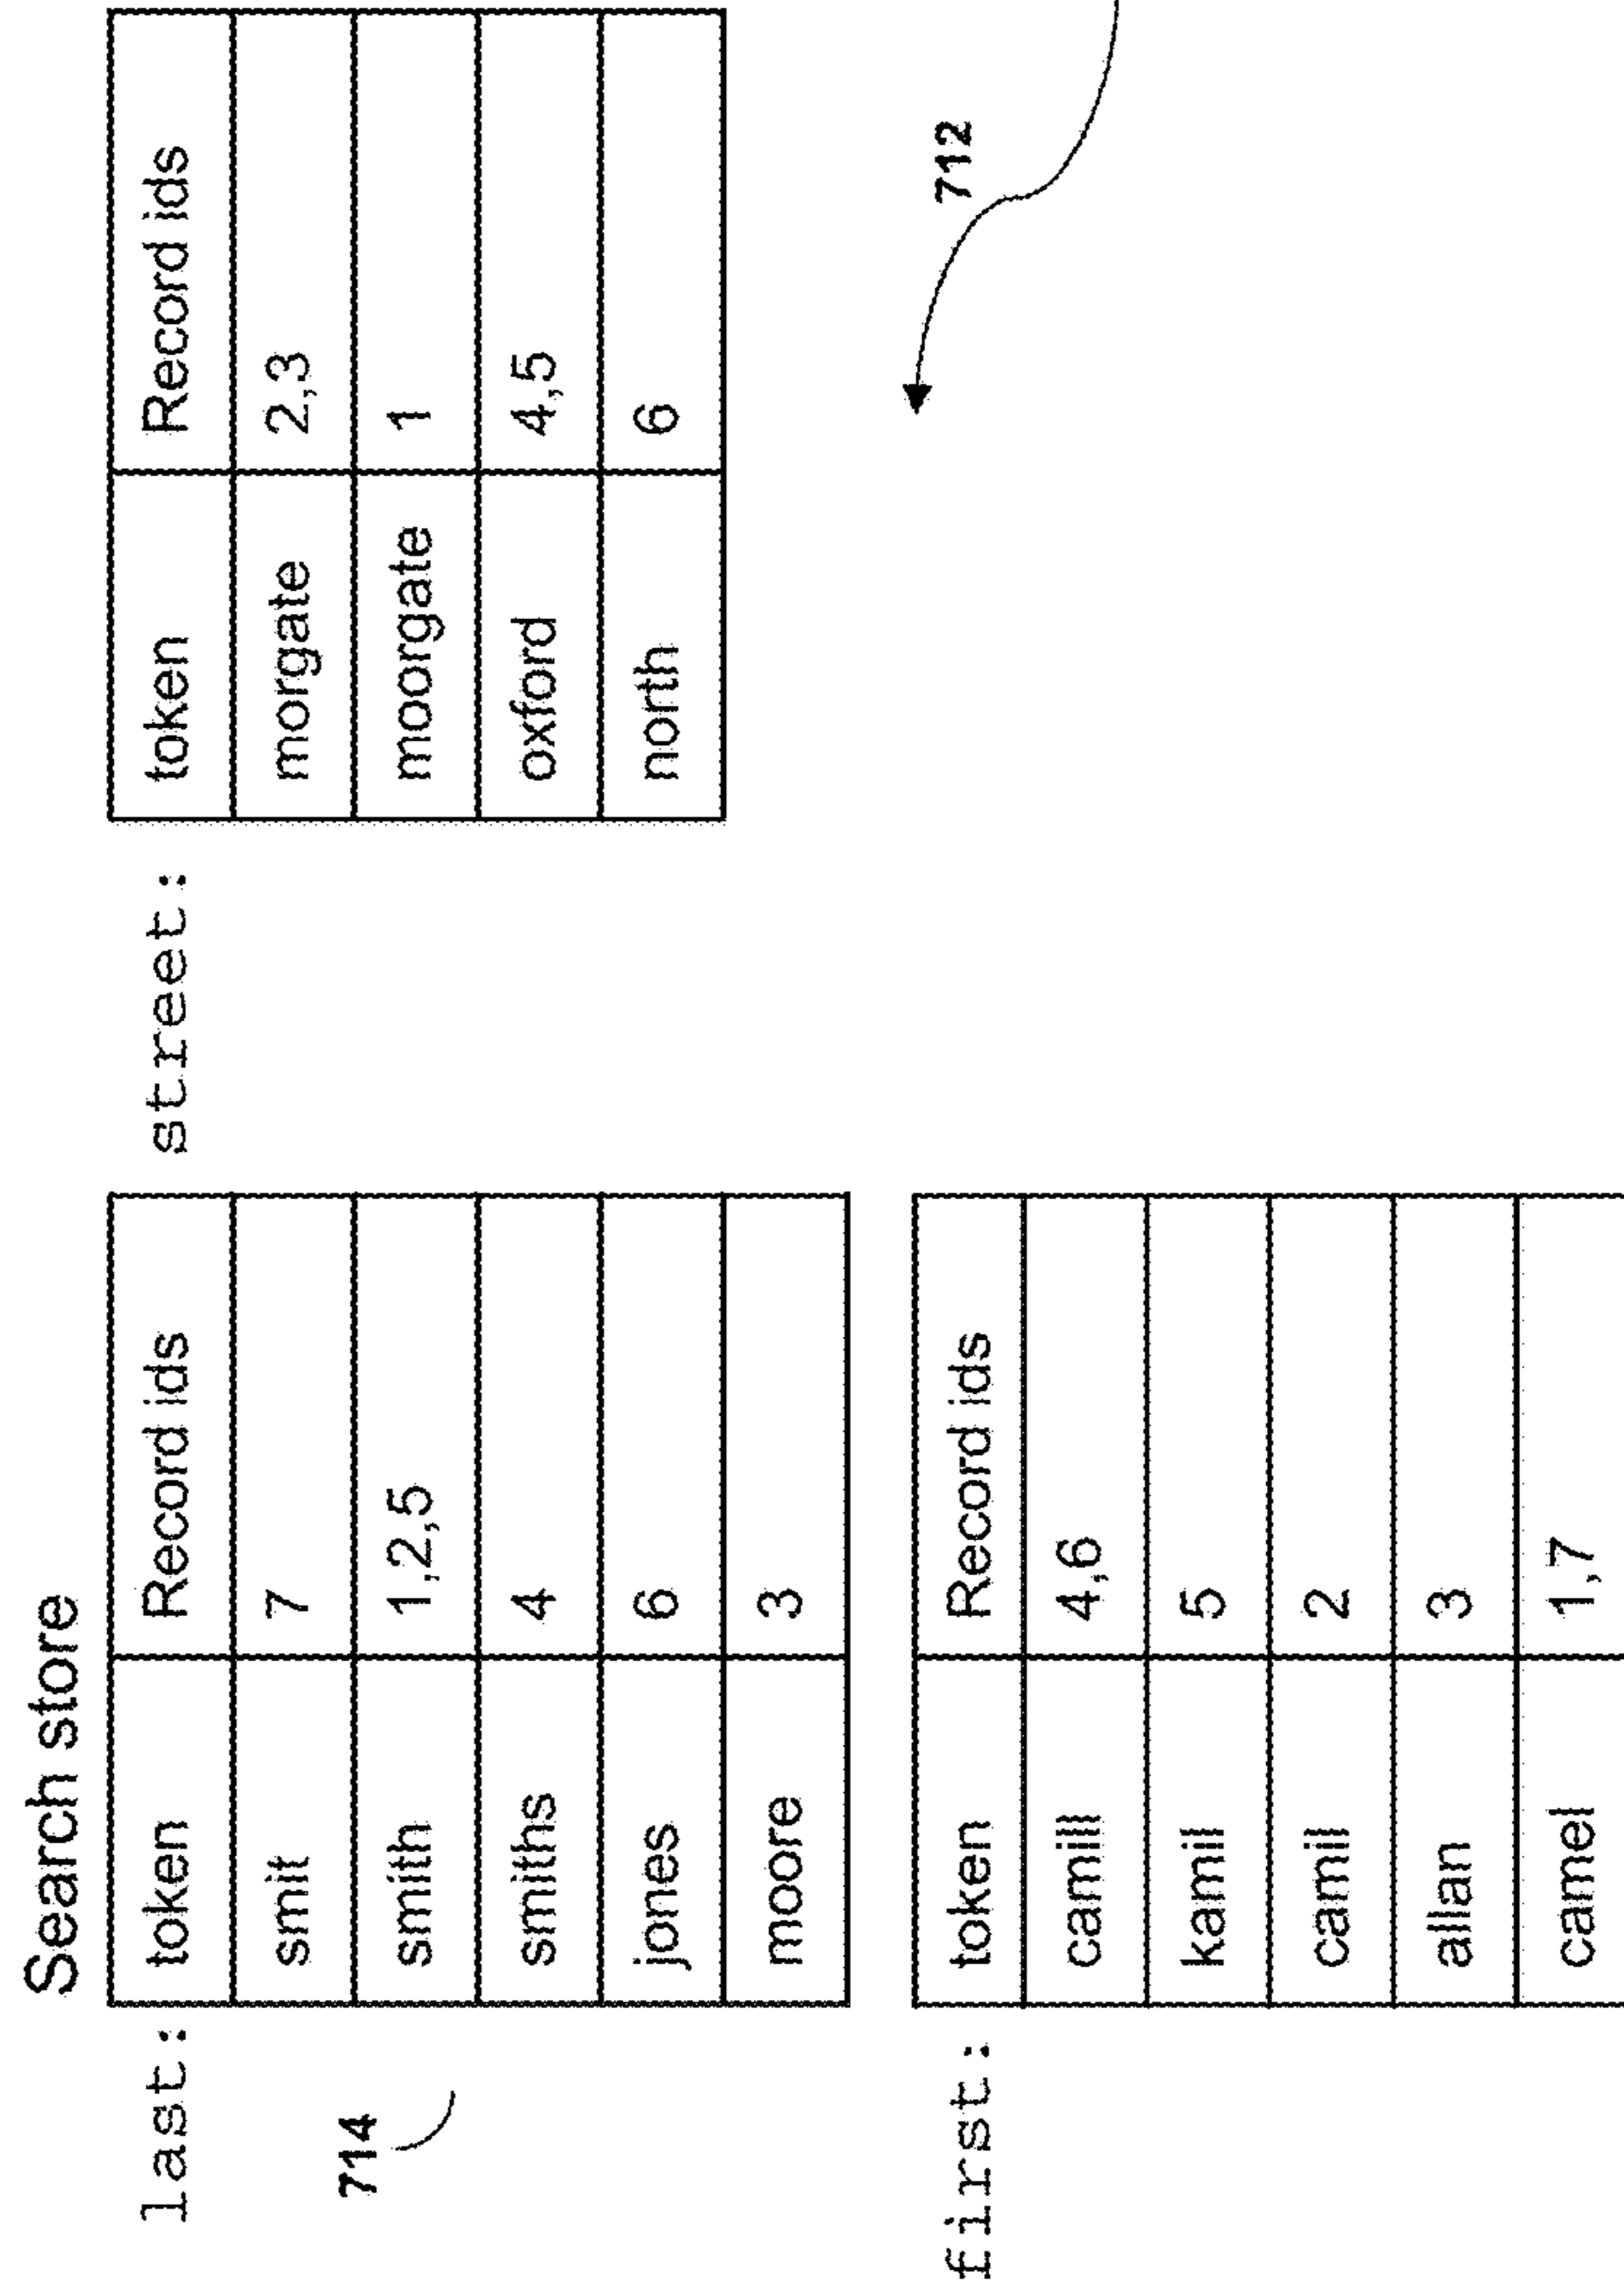 Search store
last:
token Record ids
smit 7
smith 1,2,5
smiths 4
jones 6
moore 3
714
street:
token Record ids
morgate 2,3
moorgate 1
oxford 4,5
north 6
712
first:
token Record ids
camill 4,6
kamil 5
camil 2
allan 3
camel 1,7